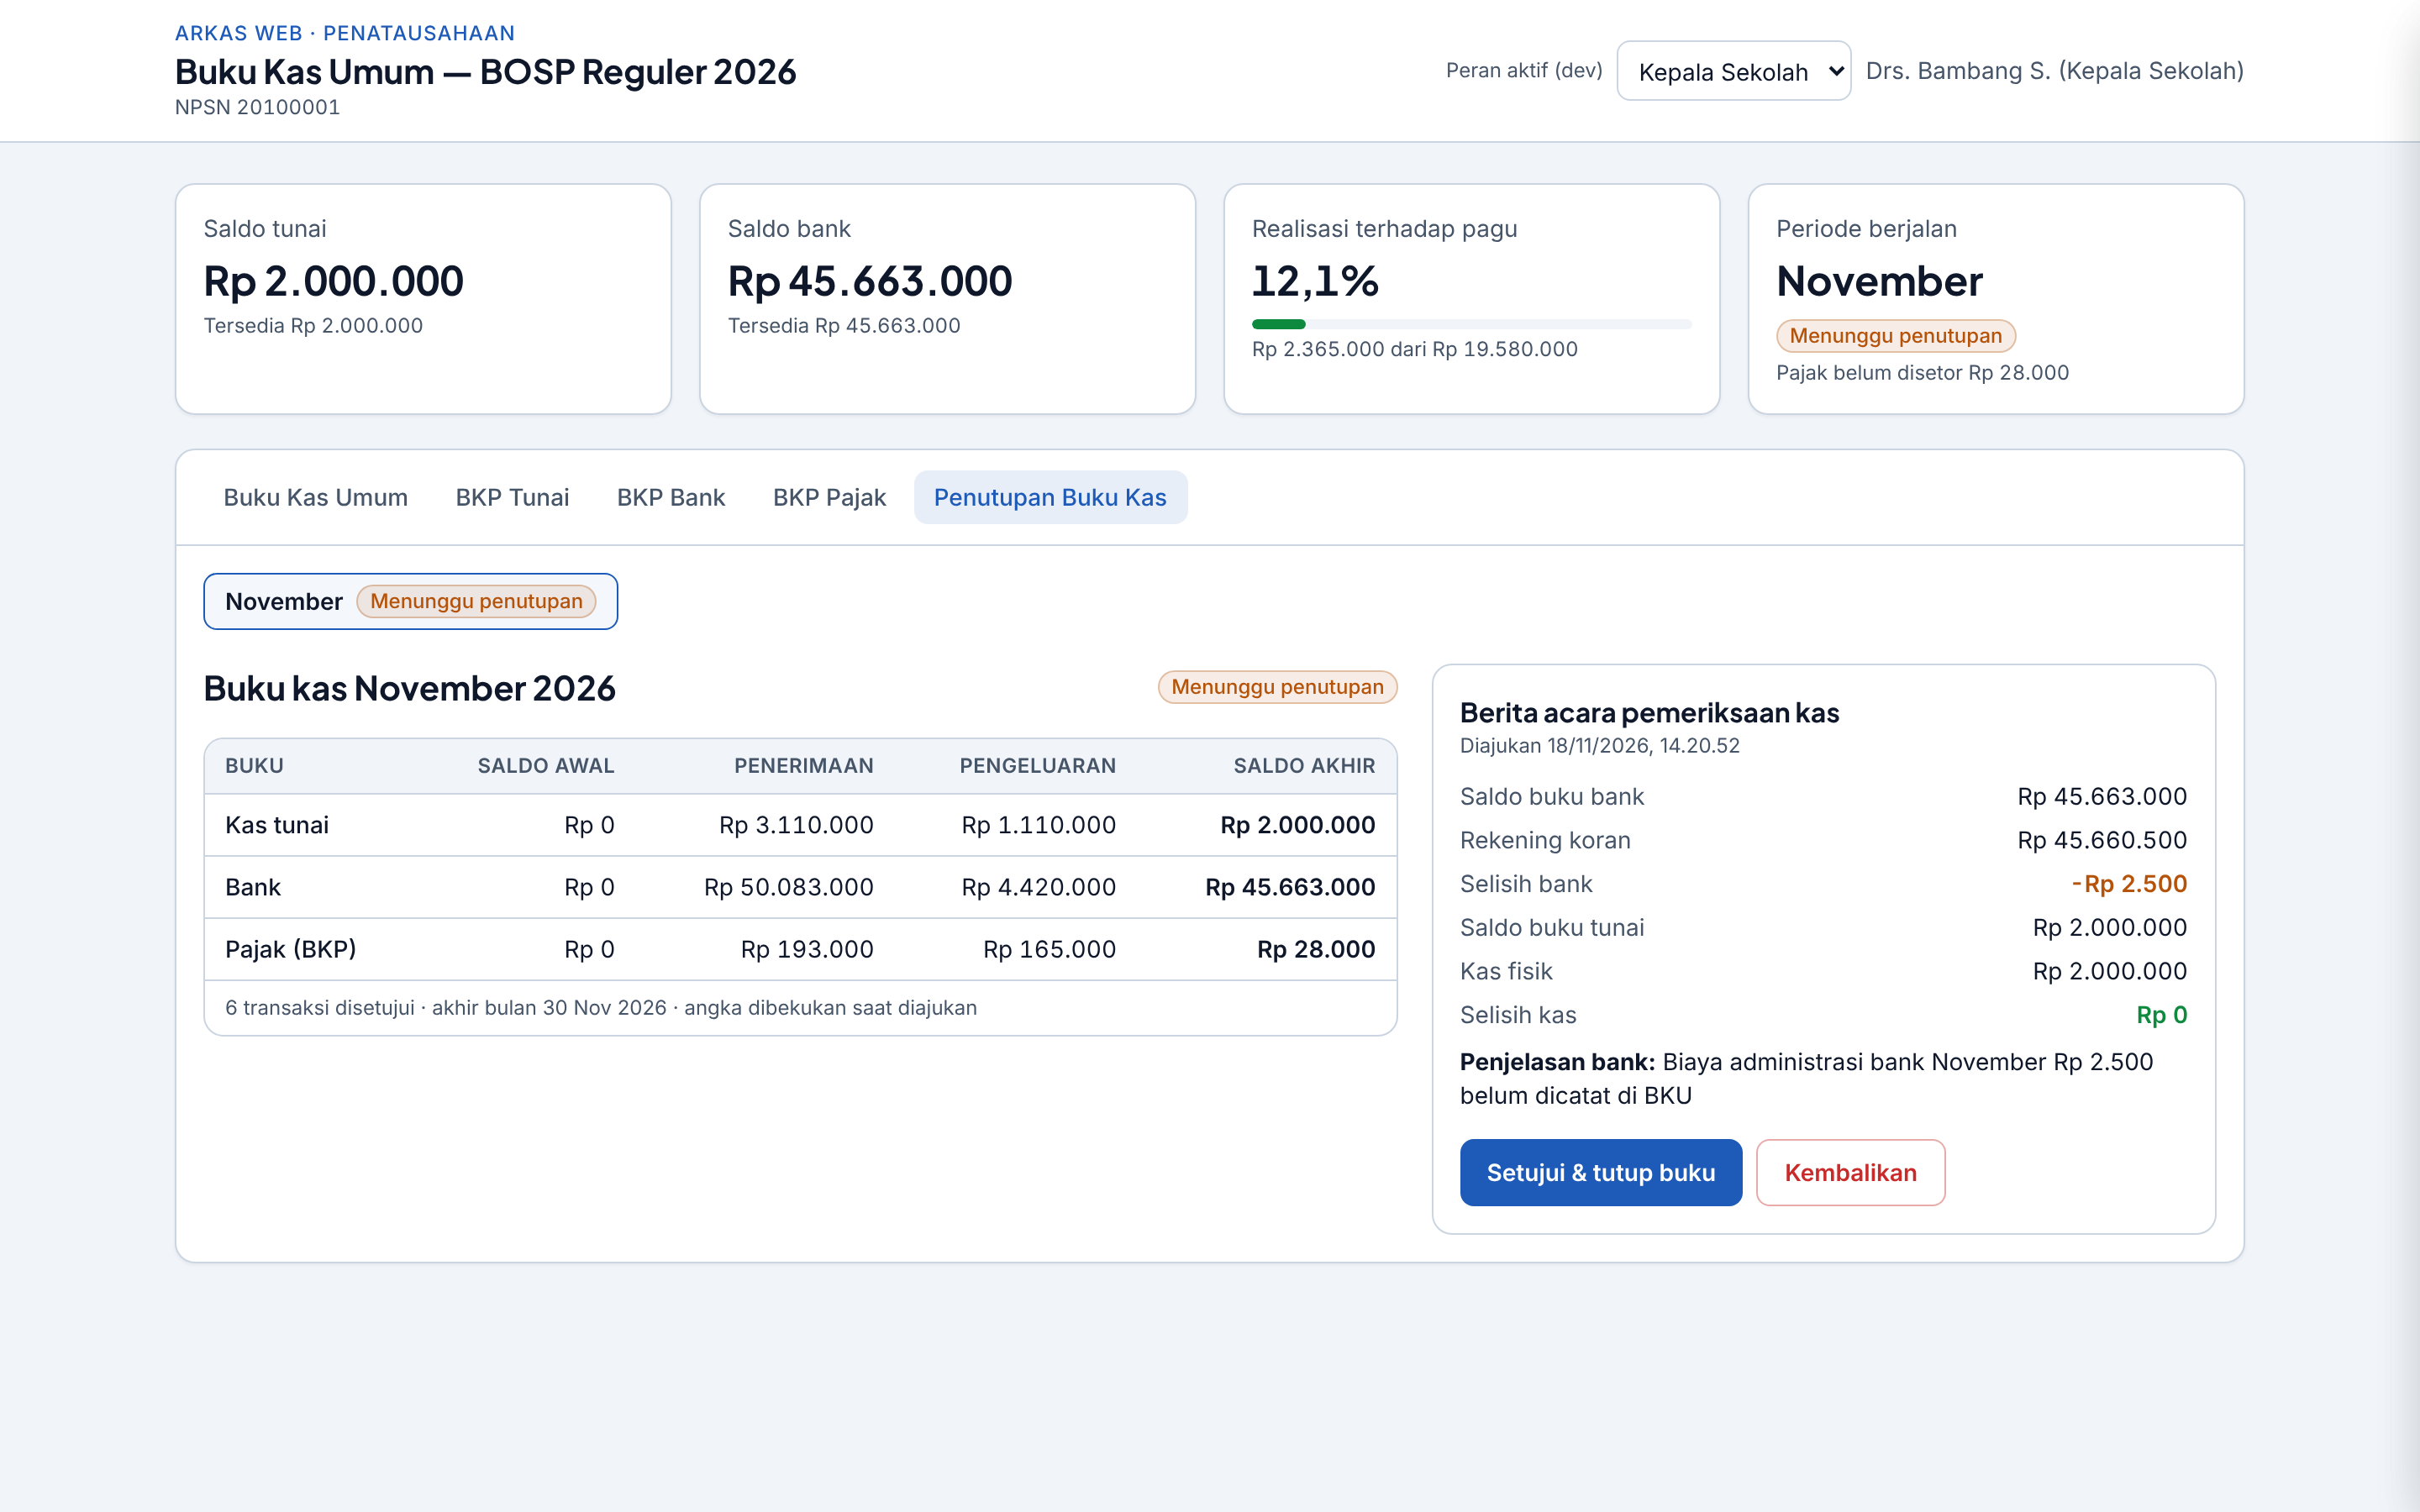 ARKAS WEB · PENATAUSAHAAN
Buku Kas Umum — BOSP Reguler 2026
NPSN 20100001
Peran aktif (dev)
Kepala Sekolah
Drs. Bambang S. (Kepala Sekolah)
Saldo tunai
Rp 2.000.000
Tersedia Rp 2.000.000
Saldo bank
Rp 45.663.000
Tersedia Rp 45.663.000
Realisasi terhadap pagu
12,1%
Rp 2.365.000 dari Rp 19.580.000
Periode berjalan
November
Menunggu penutupan
Pajak belum disetor Rp 28.000
Buku Kas Umum
BKP Tunai
BKP Bank
BKP Pajak
Penutupan Buku Kas
November Menunggu penutupan
Buku kas November 2026
Menunggu penutupan
BUKU SALDO AWAL PENERIMAAN PENGELUARAN SALDO AKHIR
Kas tunai Rp 0 Rp 3.110.000 Rp 1.110.000 Rp 2.000.000
Bank Rp 0 Rp 50.083.000 Rp 4.420.000 Rp 45.663.000
Pajak (BKP) Rp 0 Rp 193.000 Rp 165.000 Rp 28.000
6 transaksi disetujui · akhir bulan 30 Nov 2026 · angka dibekukan saat diajukan
Berita acara pemeriksaan kas
Diajukan 18/11/2026, 14.20.52
Saldo buku bank Rp 45.663.000
Rekening koran Rp 45.660.500
Selisih bank -Rp 2.500
Saldo buku tunai Rp 2.000.000
Kas fisik Rp 2.000.000
Selisih kas Rp 0
Penjelasan bank: Biaya administrasi bank November Rp 2.500
belum dicatat di BKU
Setujui & tutup buku
Kembalikan